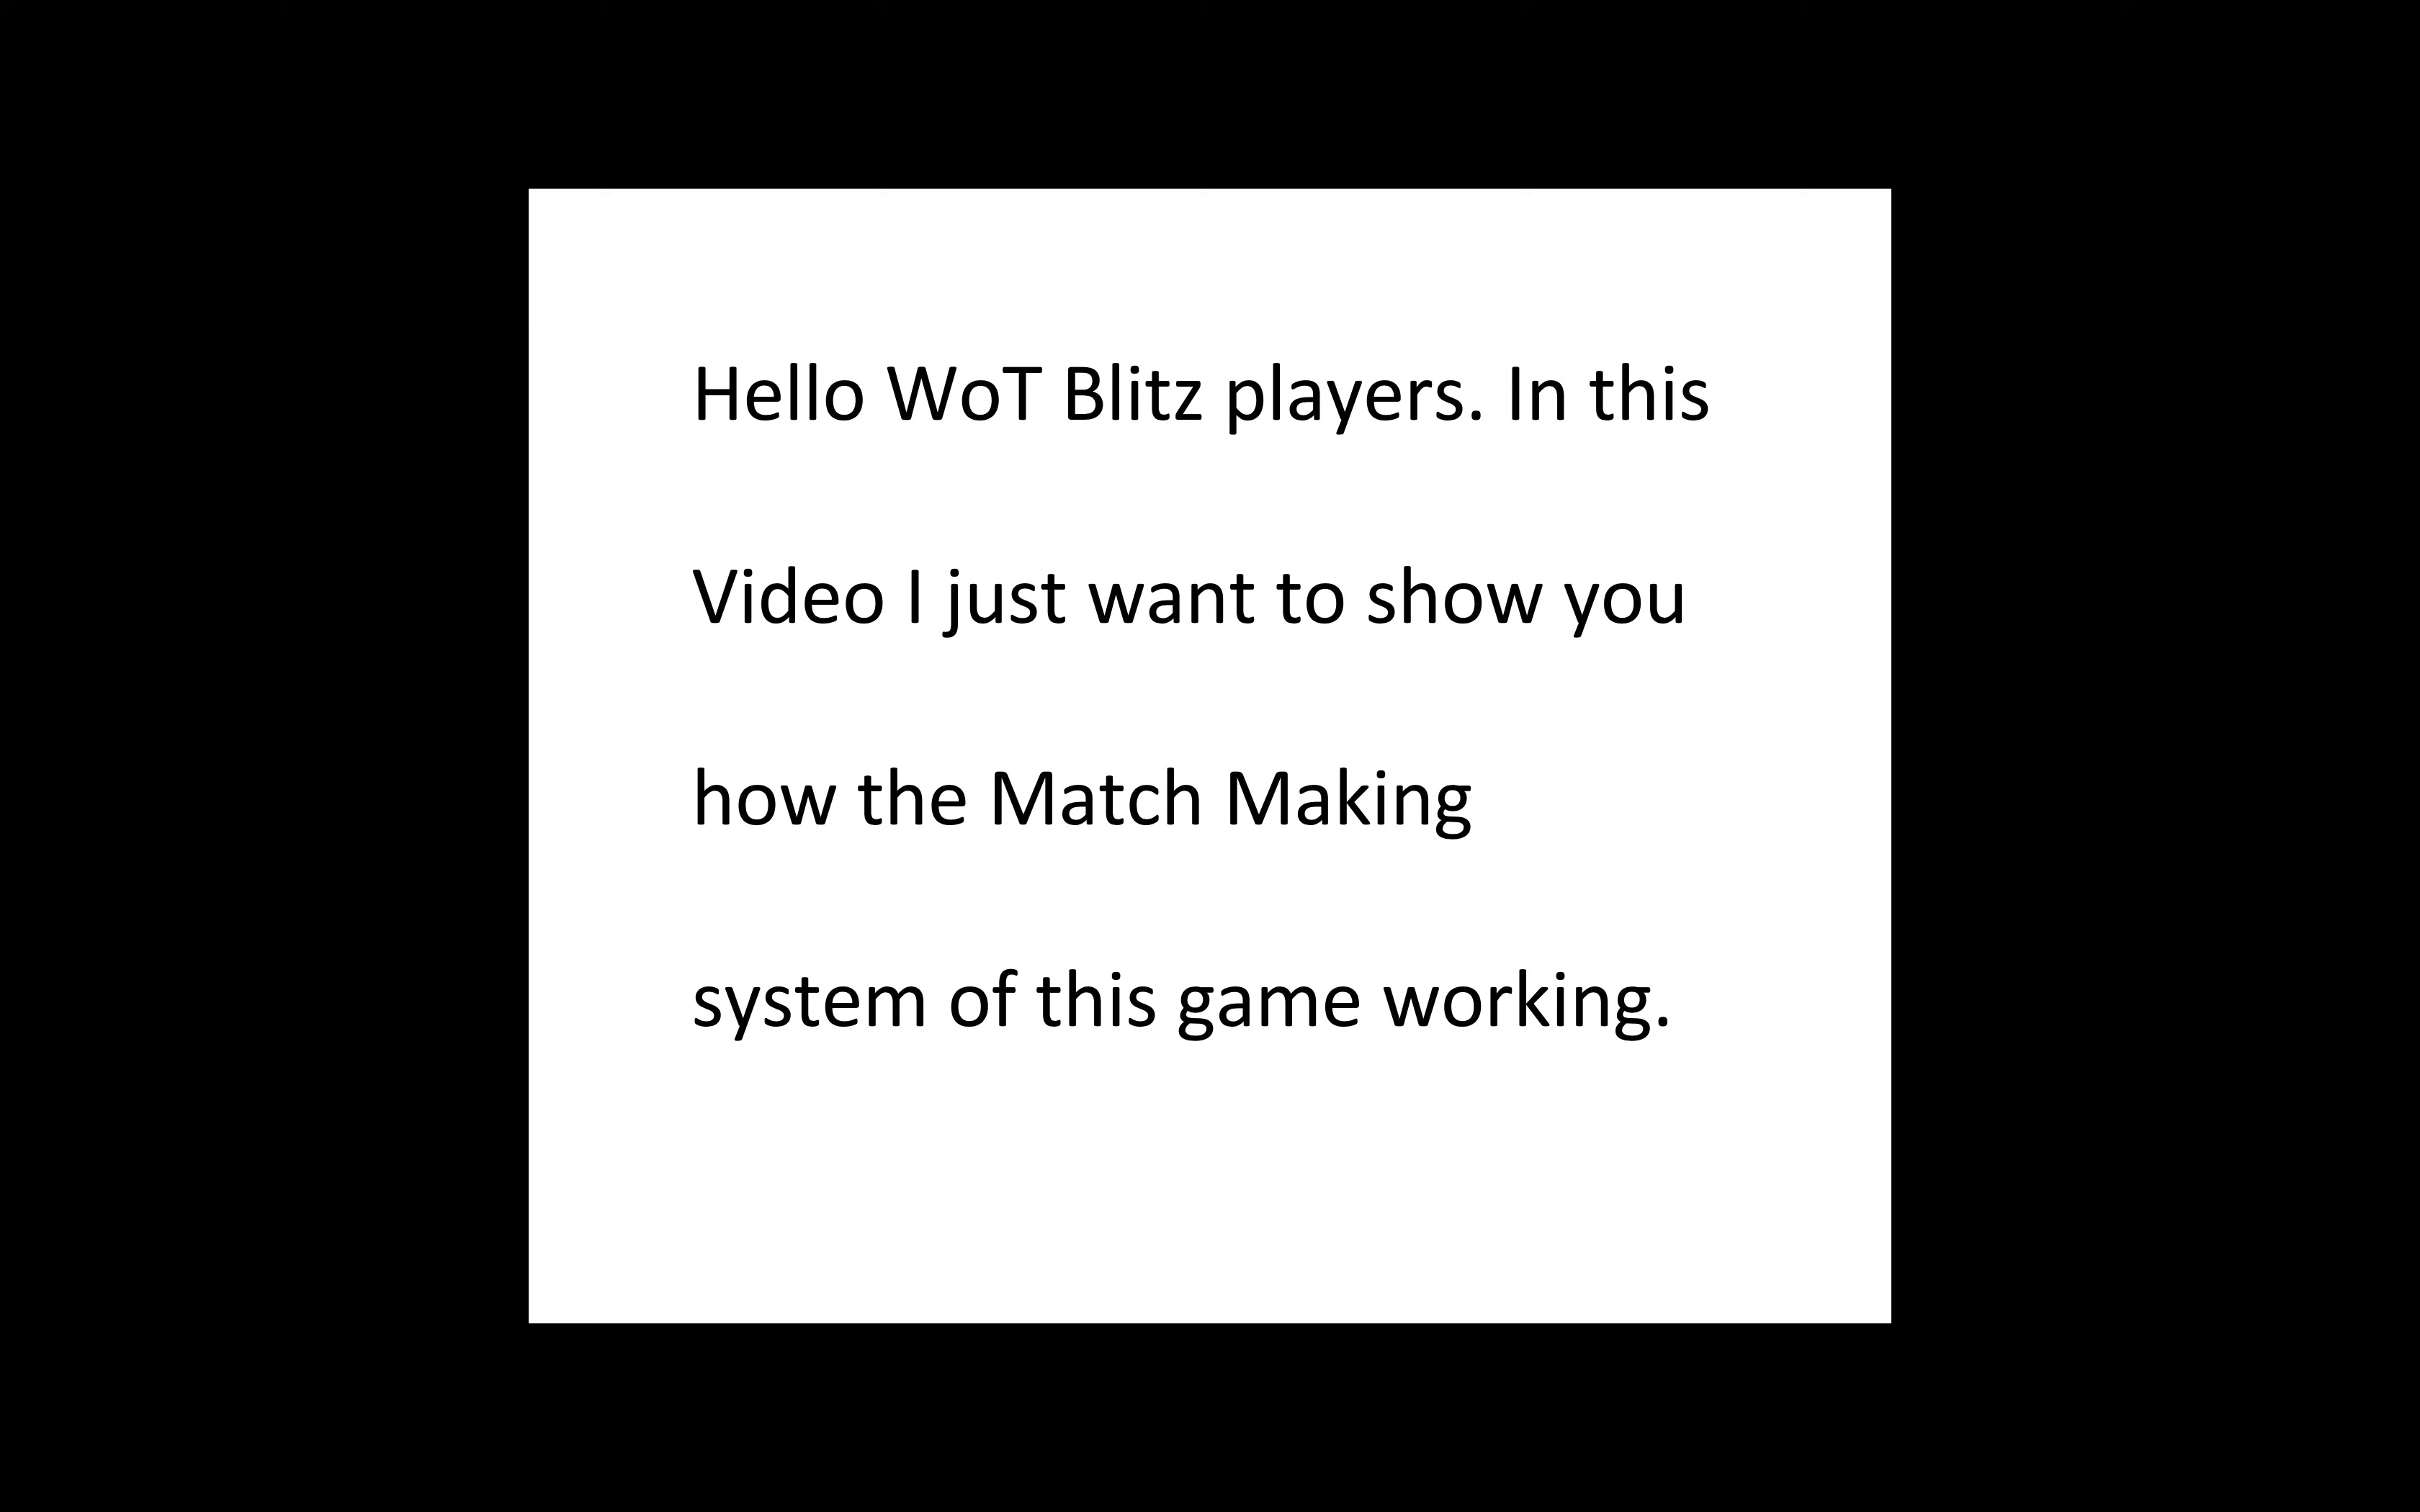 Hello WoT Blitz players. In this
Video I just want to show you
how the Match Making
system of this game working.